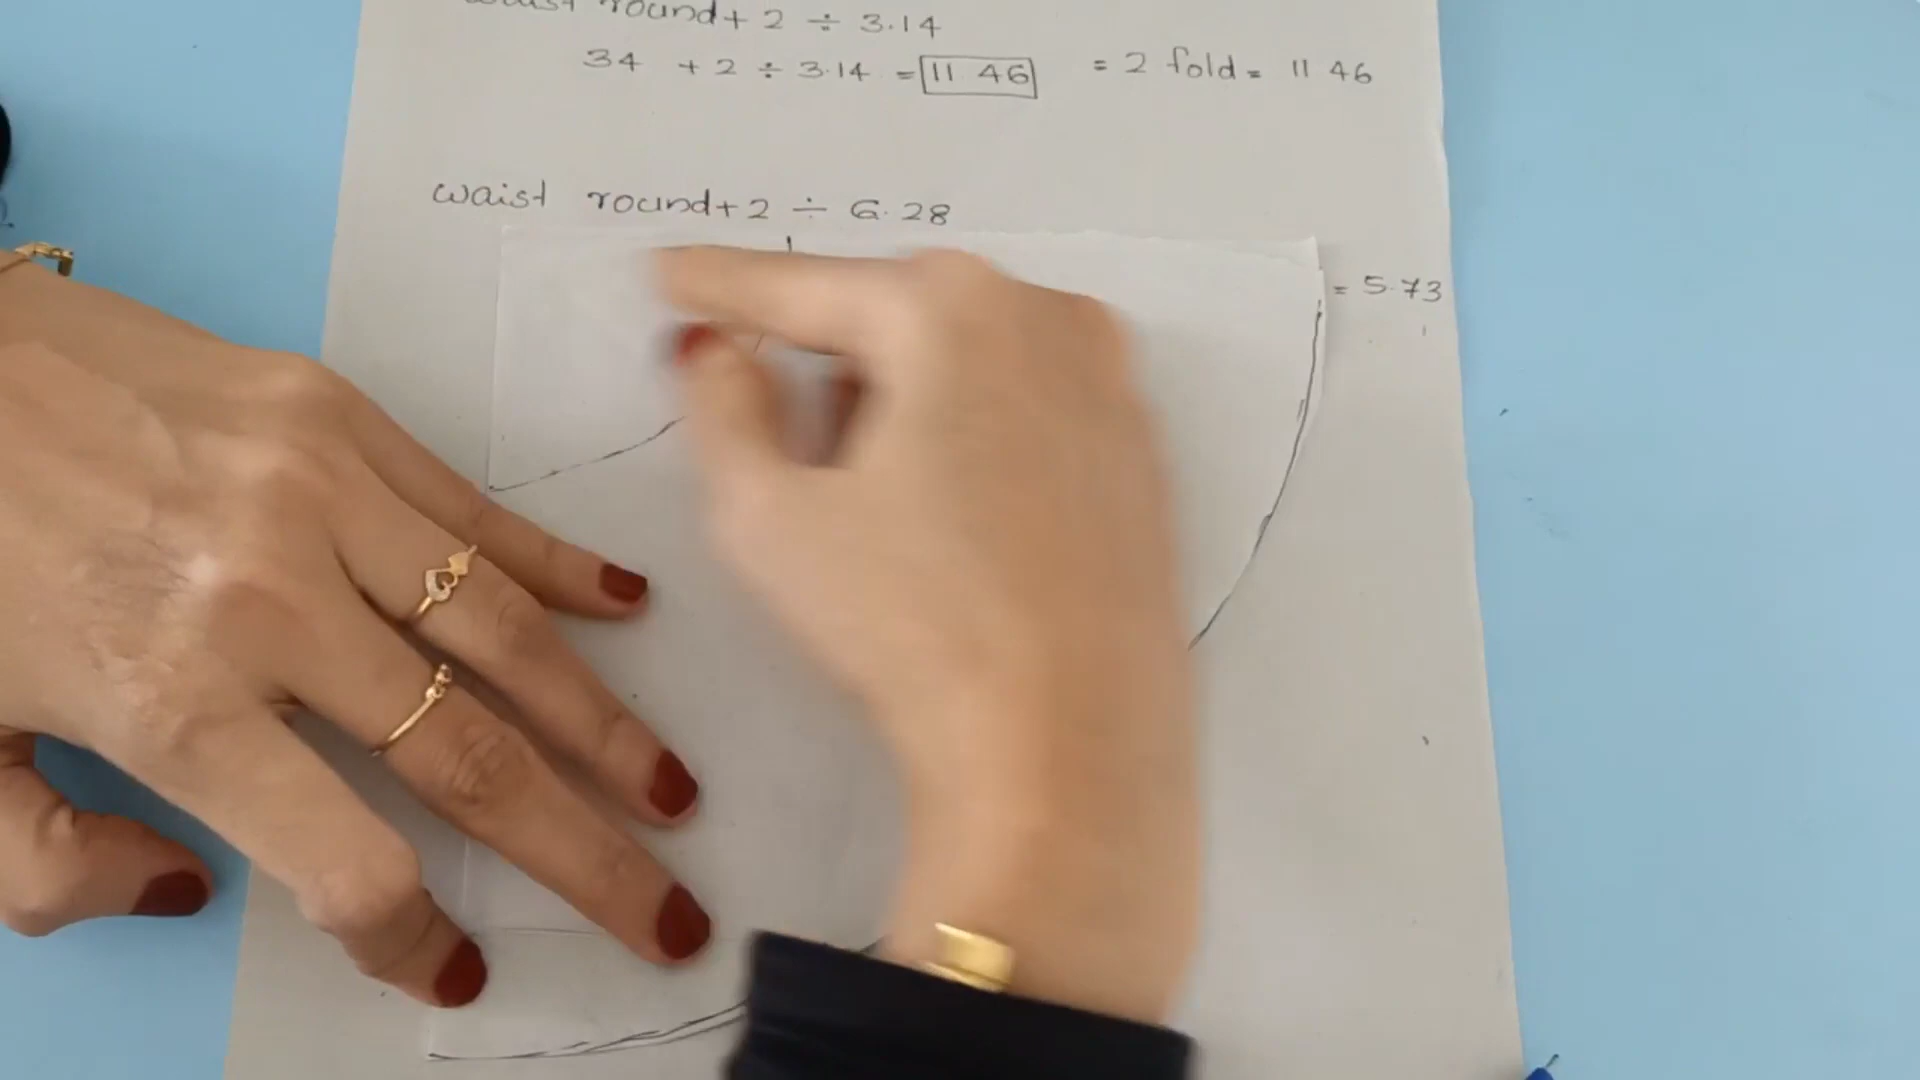 waist round + 2 ÷ 3.14
34 + 2 ÷ 3.14 = 11 46 = 2 fold = 11 46
waist round + 2 ÷ 6.28
= 5.73